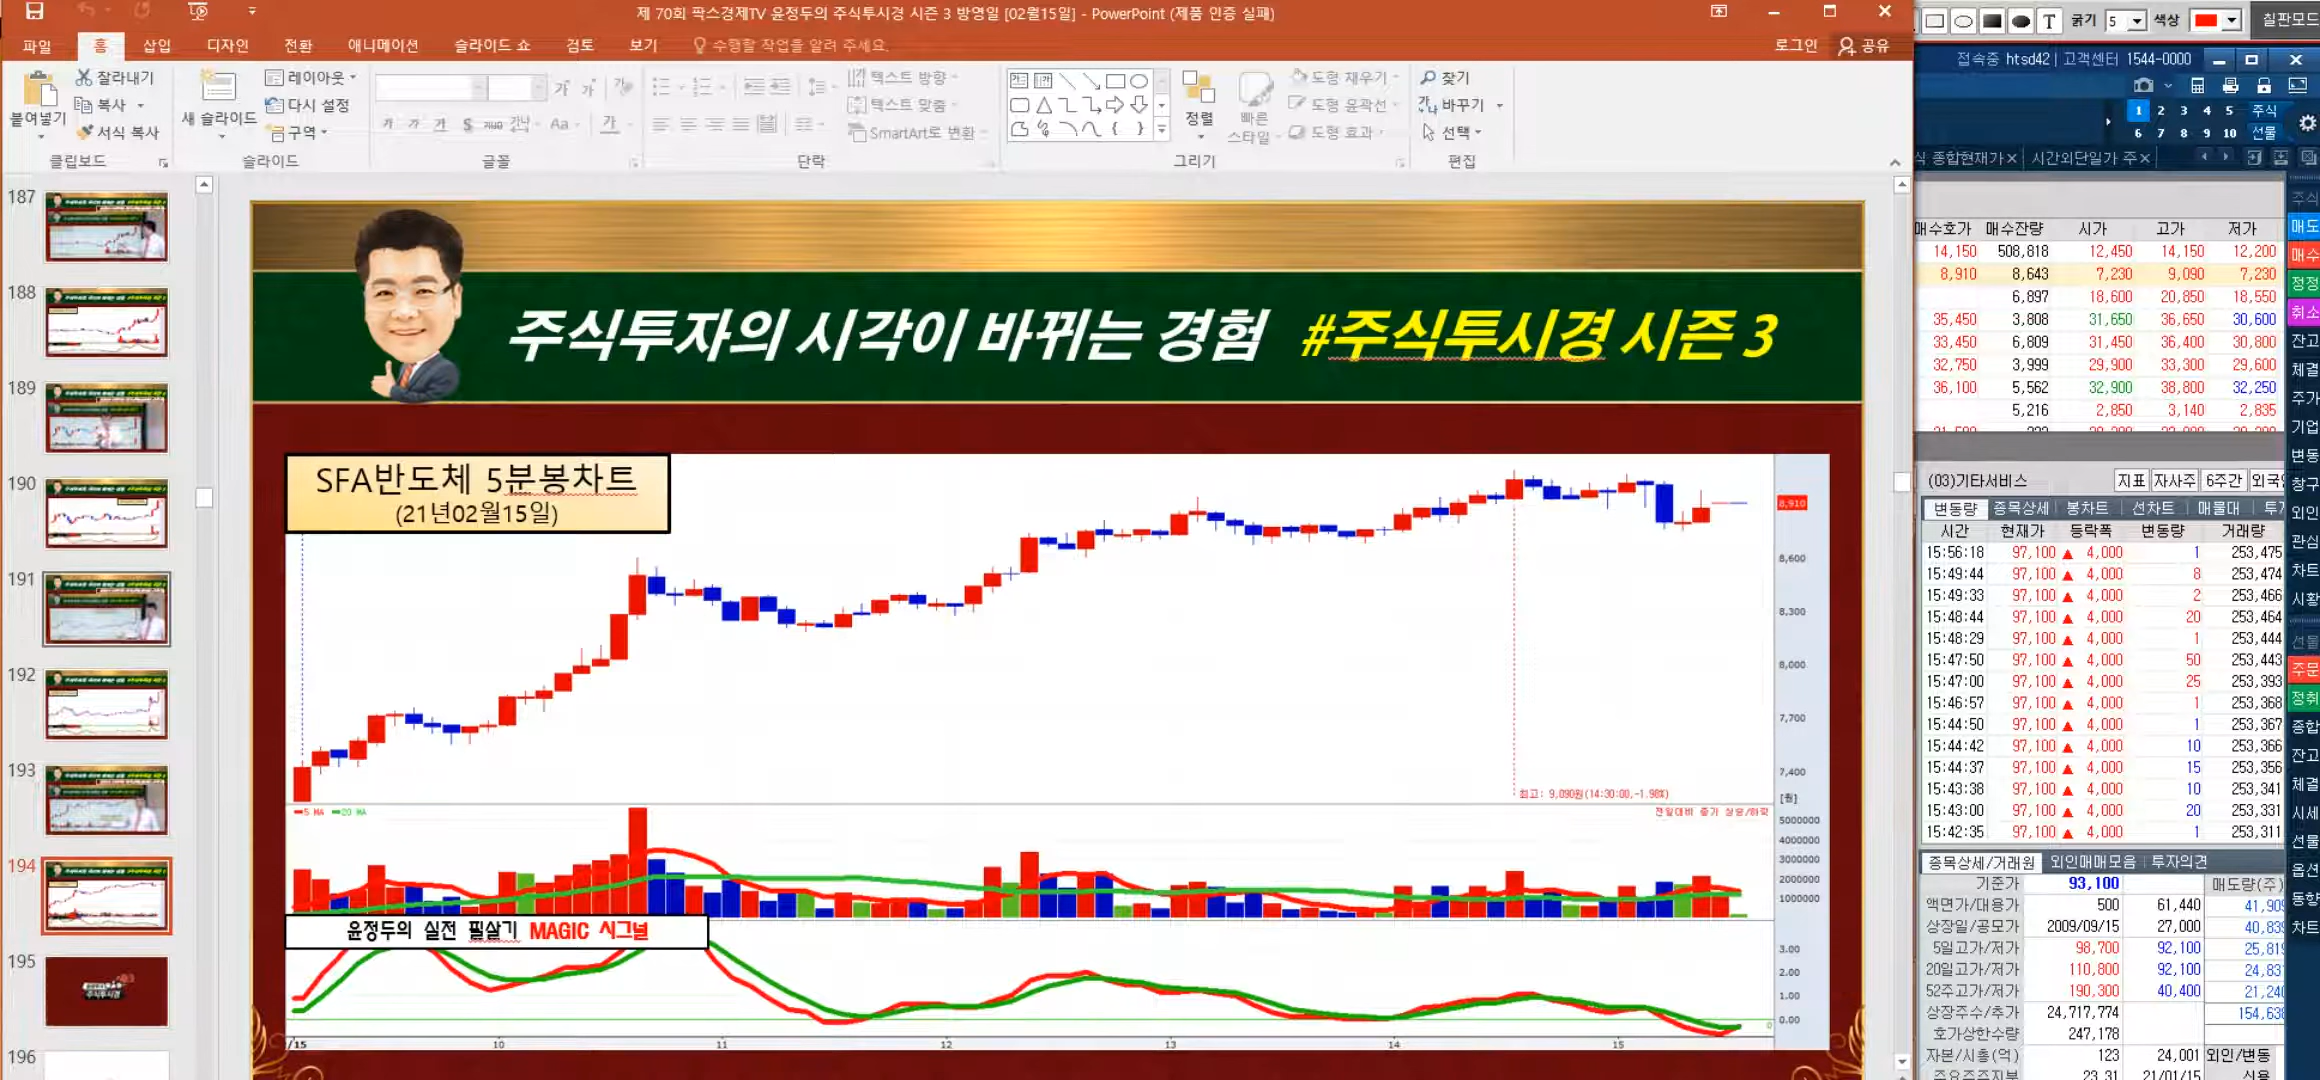 제 70회 팍스경제TV 윤정두의 주식투시경 시즌 3 방영일 [02월15일] - PowerPoint (제품 인증 실패)
파일 홈 삽입 디자인 전환 애니메이션 슬라이드 쇼 검토 보기 수행할 작업을 알려 주세요. 로그인 공유
붙여넣기 잘라내기 복사 서식 복사 클립보드
새 슬라이드 레이아웃 다시 설정 구역 슬라이드
글꼴
텍스트 방향 텍스트 맞춤 SmartArt로 변환 단락
정렬 빠른 스타일 도형 채우기 도형 윤곽선 도형 효과 그리기
찾기 바꾸기 선택 편집
187
188
189
190
191
192
193
194
195
196
주식투자의 시각이 바뀌는 경험 #주식투시경 시즌 3
SFA반도체 5분봉차트
(21년02월15일)
8,910
8,600
8,300
8,000
7,700
7,400
[원]
최고: 9,090원(14:30:00,-1.98%)
5 MA 20 MA
5000000
4000000
3000000
2000000
1000000
윤정두의 실전 필살기 MAGIC 시그널
3.00
2.00
1.00
0.00
/15 10 11 12 13 14 15
T 굵기 5 색상 칠판모드
접속중 htsd42 | 고객센터 1544-0000
1 2 3 4 5 주식
6 7 8 9 10 선물
식 종합현재가 시간외단일가 주
매수호가 매수잔량 시가 고가 저가
14,150 508,818 12,450 14,150 12,200
8,910 8,643 7,230 9,090 7,230
6,897 18,600 20,850 18,550
35,450 3,808 31,650 36,650 30,600
33,450 6,809 31,450 36,400 30,800
32,750 3,999 29,900 33,300 29,600
36,100 5,562 32,900 38,800 32,250
5,216 2,850 3,140 2,835
(03)기타서비스 지표 자사주 6주간 외국
변동량 종목상세 봉차트 선차트 매물대
시간 현재가 등락폭 변동량 거래량
15:56:18 97,100 ▲ 4,000 1 253,475
15:49:44 97,100 ▲ 4,000 8 253,474
15:49:33 97,100 ▲ 4,000 2 253,466
15:48:44 97,100 ▲ 4,000 20 253,464
15:48:29 97,100 ▲ 4,000 1 253,444
15:47:50 97,100 ▲ 4,000 50 253,443
15:47:00 97,100 ▲ 4,000 25 253,393
15:46:57 97,100 ▲ 4,000 1 253,368
15:44:50 97,100 ▲ 4,000 1 253,367
15:44:42 97,100 ▲ 4,000 10 253,366
15:44:37 97,100 ▲ 4,000 15 253,356
15:43:38 97,100 ▲ 4,000 10 253,341
15:43:00 97,100 ▲ 4,000 20 253,331
15:42:35 97,100 ▲ 4,000 1 253,311
종목상세/거래원 외인매매모음 투자의견
기준가 93,100 매도량(주)
액면가/대용가 500 61,440
상장일/공모가 2009/09/15 27,000
5일고가/저가 98,700 92,100
20일고가/저가 110,800 92,100
52주고가/저가 190,300 40,400
상장주수/추가 24,717,774
호가상한수량 247,178
자본/시총(억) 123 24,001 외인/변동
매도
매수
정정
취소
잔고
체결
주가
기업
변동
창구
외인
관심
차트
시황
선물
주문
정취
종합
잔고
체결
시세
선물
옵션
동향
차트